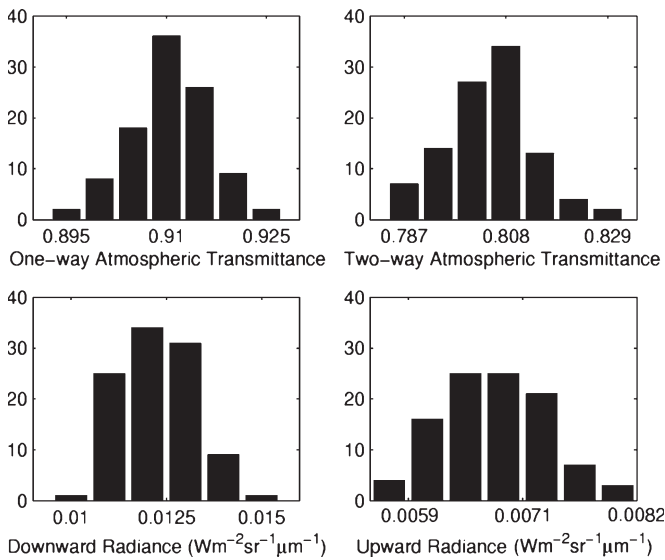 40
30
20
10
0
0.895 0.91 0.925
One-way Atmospheric Transmittance
40
30
20
10
0
0.787 0.808 0.829
Two-way Atmospheric Transmittance
40
30
20
10
0
0.01 0.0125 0.015
Downward Radiance (Wm⁻²sr⁻¹μm⁻¹)
40
30
20
10
0
0.0059 0.0071 0.0082
Upward Radiance (Wm⁻²sr⁻¹μm⁻¹)